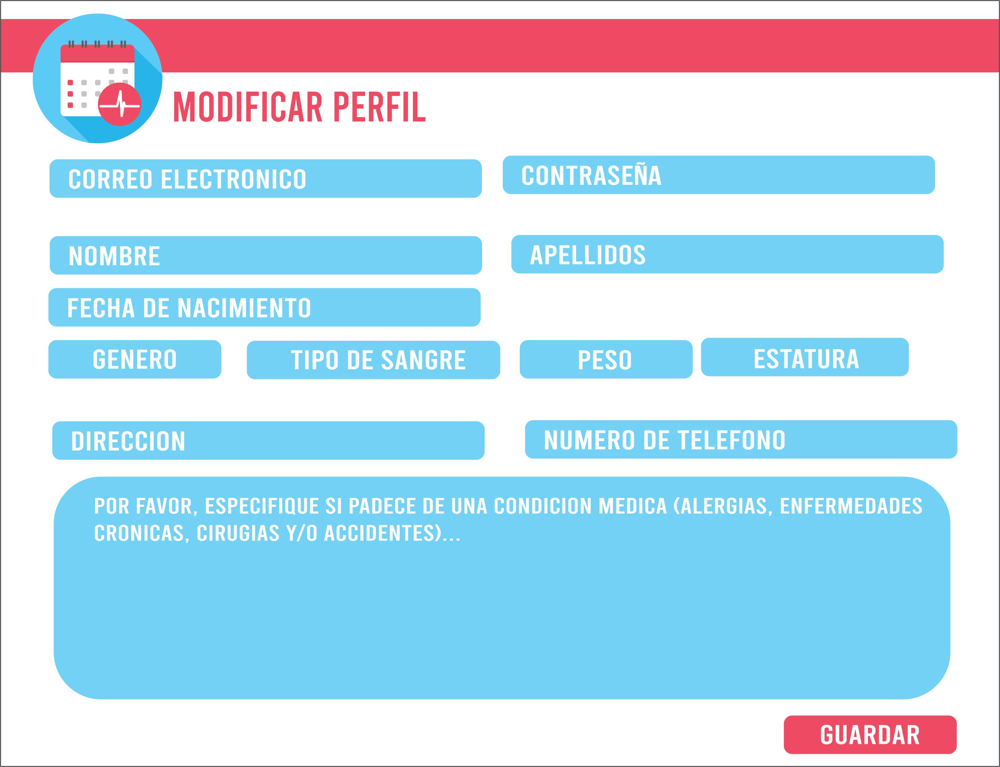 MODIFICAR PERFIL
CORREO ELECTRONICO
CONTRASEÑA
NOMBRE
APELLIDOS
FECHA DE NACIMIENTO
GENERO
TIPO DE SANGRE
PESO
ESTATURA
DIRECCION
NUMERO DE TELEFONO
POR FAVOR, ESPECIFIQUE SI PADECE DE UNA CONDICION MEDICA (ALERGIAS, ENFERMEDADES
CRONICAS, CIRUGIAS Y/O ACCIDENTES)...
GUARDAR